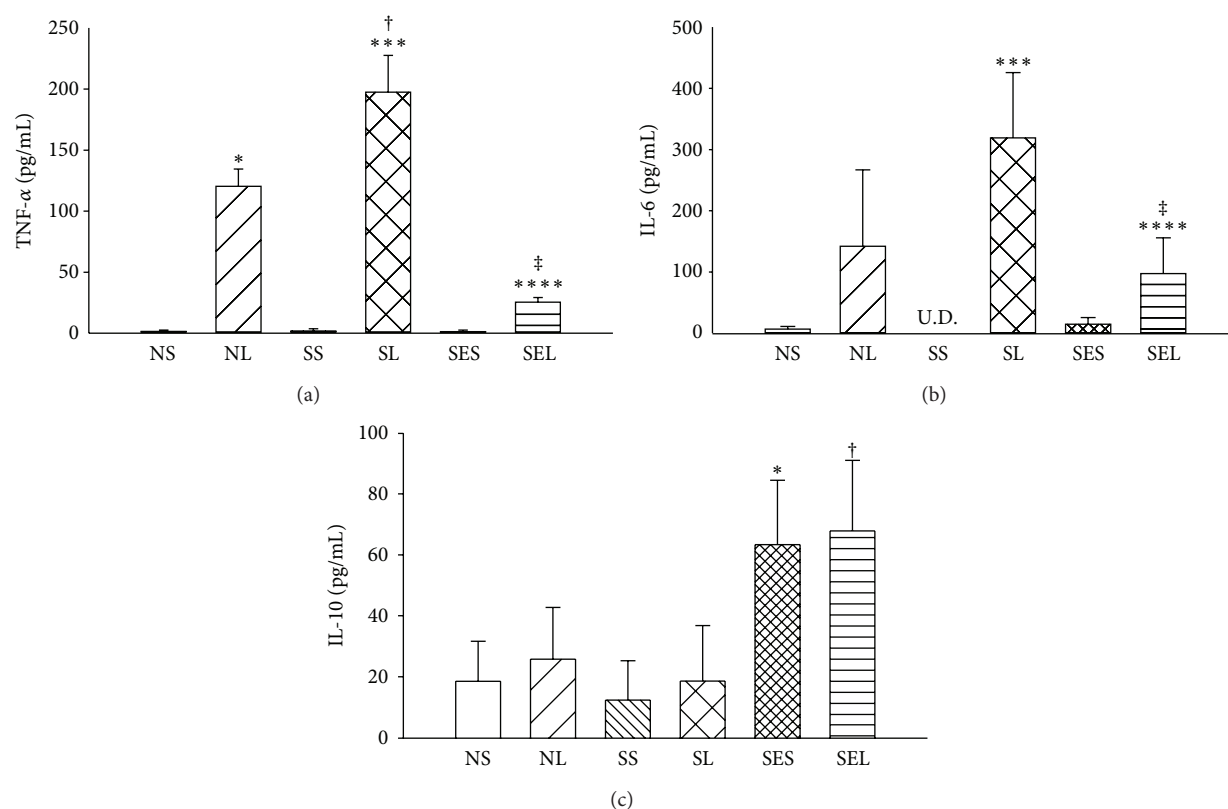 TNF-α (pg/mL)
250
200
150
100
50
0
*
†
***
‡
****
NS NL SS SL SES SEL
(a)
IL-6 (pg/mL)
500
400
300
200
100
0
U.D.
***
‡
****
NS NL SS SL SES SEL
(b)
IL-10 (pg/mL)
100
80
60
40
20
0
*
†
NS NL SS SL SES SEL
(c)